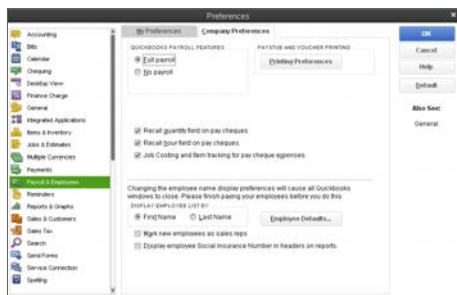 Preferences
Accounting
Bills
Calendar
Chequing
Desktop View
Finance Charge
General
Integrated Applications
Items & Inventory
Jobs & Estimates
Multiple Currencies
Payments
Payroll & Employees
Reminders
Reports & Graphs
Sales & Customers
Sales Tax
Search
Send Forms
Service Connection
Spelling
My Preferences
Company Preferences
QUICKBOOKS PAYROLL FEATURES
Full payroll
No payroll
PAYSTUB AND VOUCHER PRINTING
Printing Preferences
Recall quantity field on pay cheques
Recall hour field on pay cheques
Job Costing and Item tracking for pay cheque expenses.
Changing the employee name display preferences will cause all Quickbooks
windows to close. Please finish paying your employees before you do this
DISPLAY EMPLOYEE LIST BY
First Name
Last Name
Employee Defaults...
Mark new employees as sales reps
Display employee Social Insurance Number in headers on reports.
OK
Cancel
Help
Default
Also See:
General